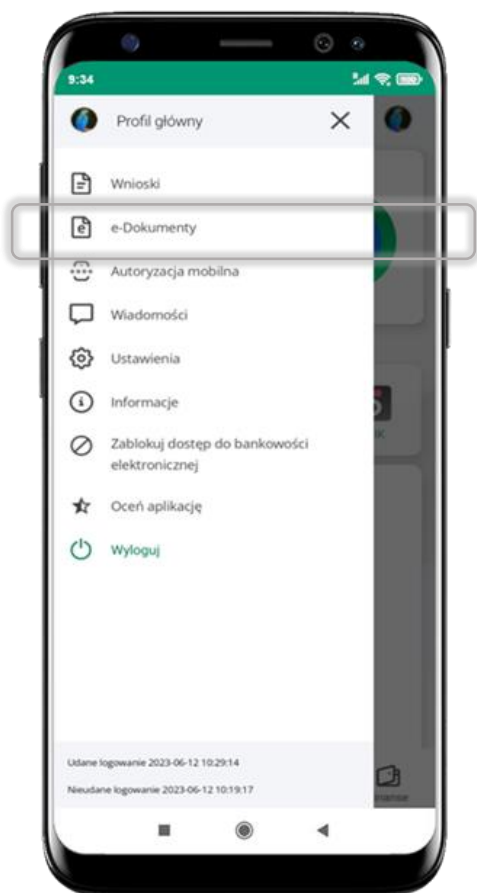 9:34
Profil główny
Wnioski
e-Dokumenty
Autoryzacja mobilna
Wiadomości
Ustawienia
Informacje
Zablokuj dostęp do bankowości
elektronicznej
Oceń aplikację
Wyloguj
Udane logowanie 2023-06-12 10:29:14
Nieudane logowanie 2023-06-12 10:19:17